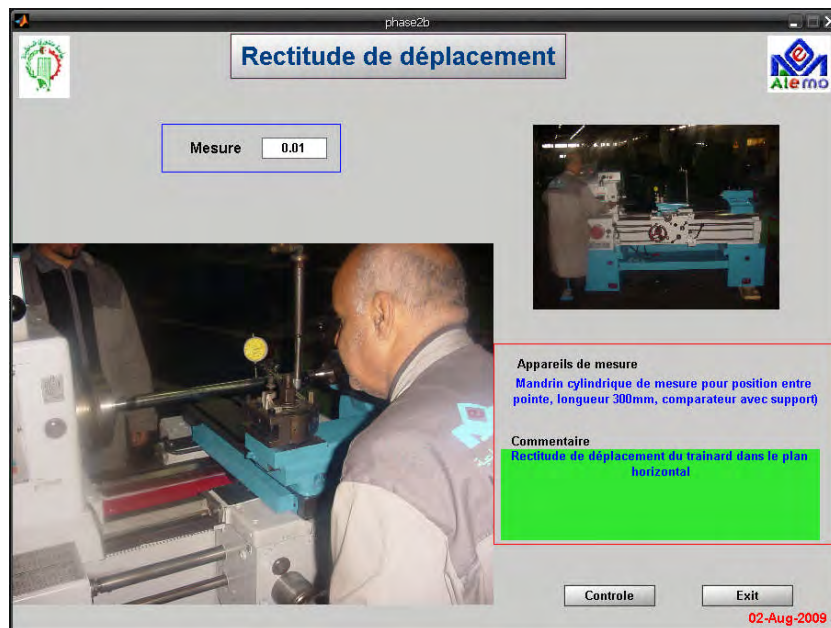 phase2b
Rectitude de déplacement
Alemo
Mesure
0.01
Appareils de mesure
Mandrin cylindrique de mesure pour position entre
pointe, longueur 300mm, comparateur avec support)
Commentaire
Rectitude de déplacement du trainard dans le plan
horizontal
Controle
Exit
02-Aug-2009